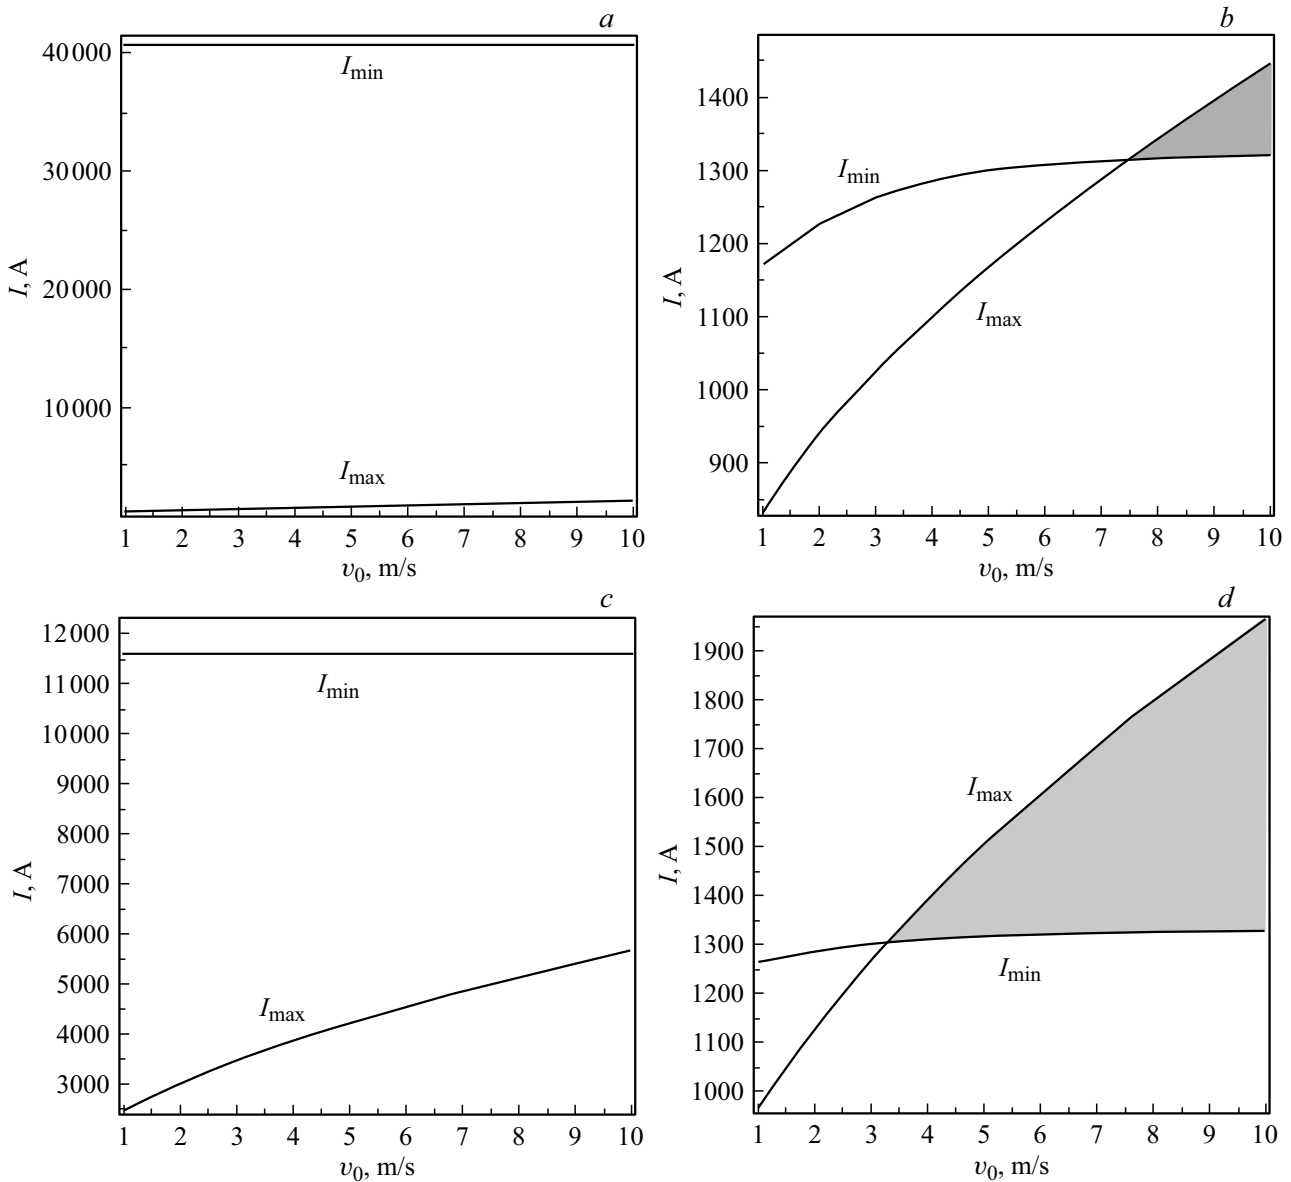 a
40 000
30 000
20 000
10 000
I, A
I_min
I_max
1 2 3 4 5 6 7 8 9 10
v_0, m/s
b
1400
1300
1200
1100
1000
900
I, A
I_min
I_max
1 2 3 4 5 6 7 8 9 10
v_0, m/s
c
12 000
11 000
10 000
9000
8000
7000
6000
5000
4000
3000
I, A
I_min
I_max
1 2 3 4 5 6 7 8 9 10
v_0, m/s
d
1900
1800
1700
1600
1500
1400
1300
1200
1100
1000
I, A
I_max
I_min
1 2 3 4 5 6 7 8 9 10
v_0, m/s